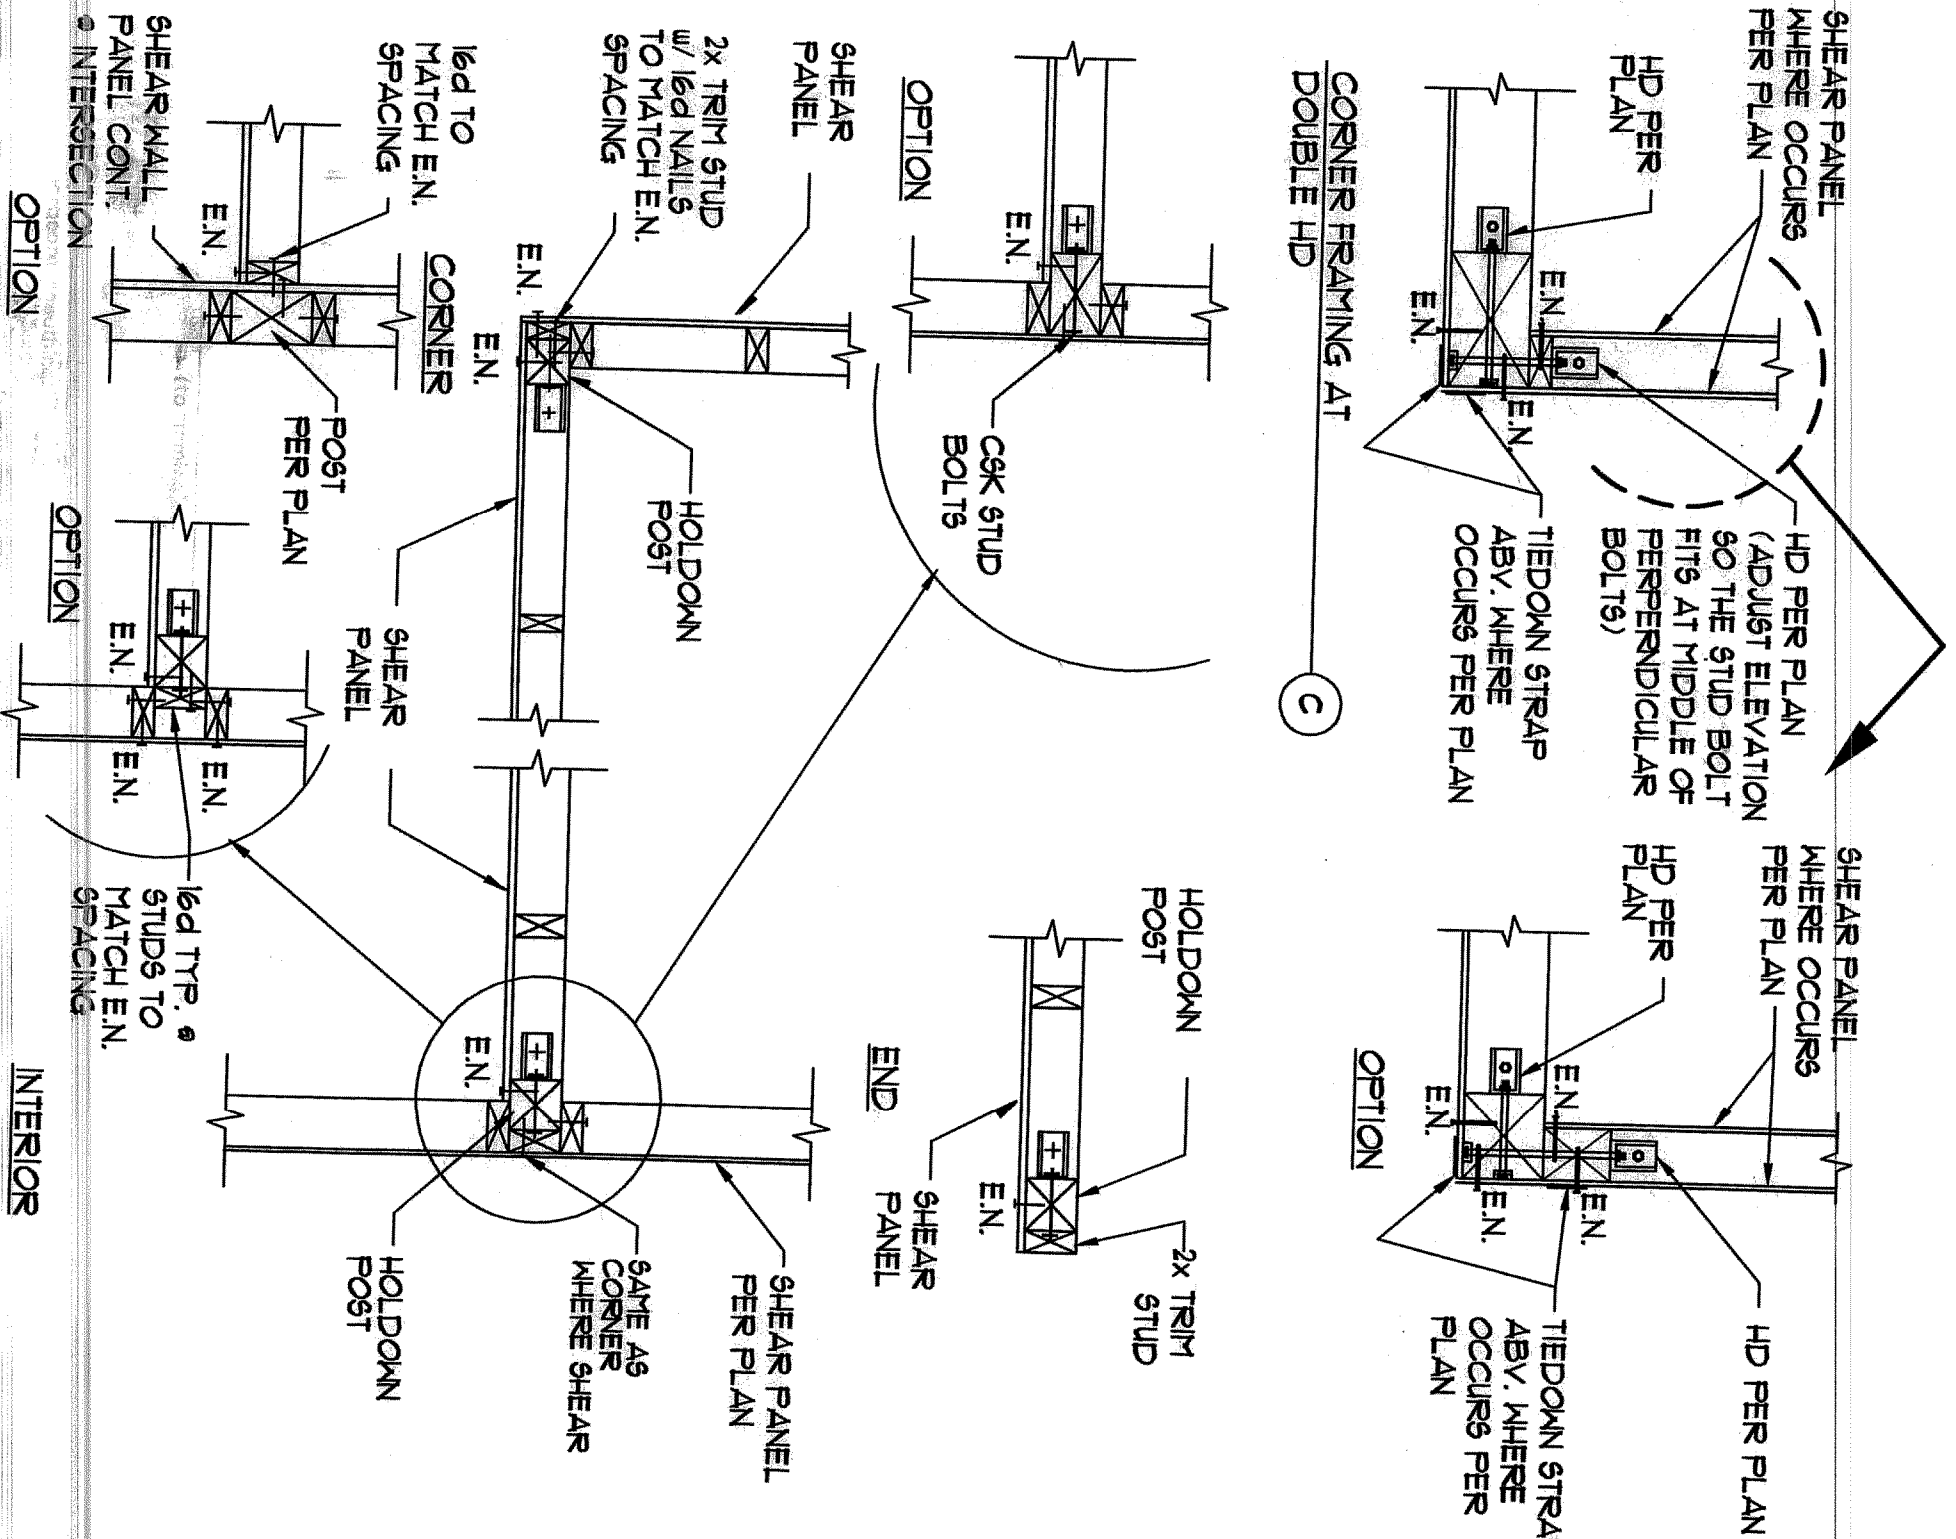 SHEAR PANEL
WHERE OCCURS
PER PLAN
HD PER
PLAN
E.N.
E.N.
E.N.
HD PER PLAN
(ADJUST ELEVATION
SO THE STUD BOLT
FITS AT MIDDLE OF
PERPERNDICULAR
BOLTS)
TIEDOWN STRAP
ABV. WHERE
OCCURS PER PLAN
CORNER FRAMING AT
DOUBLE HD
C
SHEAR PANEL
WHERE OCCURS
PER PLAN
HD PER
PLAN
E.N.
E.N.
E.N.
E.N.
HD PER PLAN
TIEDOWN STRA
ABV. WHERE
OCCURS PER
PLAN
OPTION
E.N.
CSK STUD
BOLTS
OPTION
HOLDOWN
POST
2x TRIM
STUD
E.N.
SHEAR
PANEL
END
SHEAR
PANEL
2x TRIM STUD
w/ 16d NAILS
TO MATCH E.N.
SPACING
E.N.
E.N.
HOLDOWN
POST
SHEAR
PANEL
CORNER
E.N.
SHEAR PANEL
PER PLAN
SAME AS
CORNER
WHERE SHEAR
HOLDOWN
POST
INTERIOR
16d TO
MATCH E.N.
SPACING
E.N.
SHEAR WALL
PANEL CONT.
@ INTERSECTION
POST
PER PLAN
OPTION
E.N.
E.N.
E.N.
16d TYP. @
STUDS TO
MATCH E.N.
SPACING
OPTION